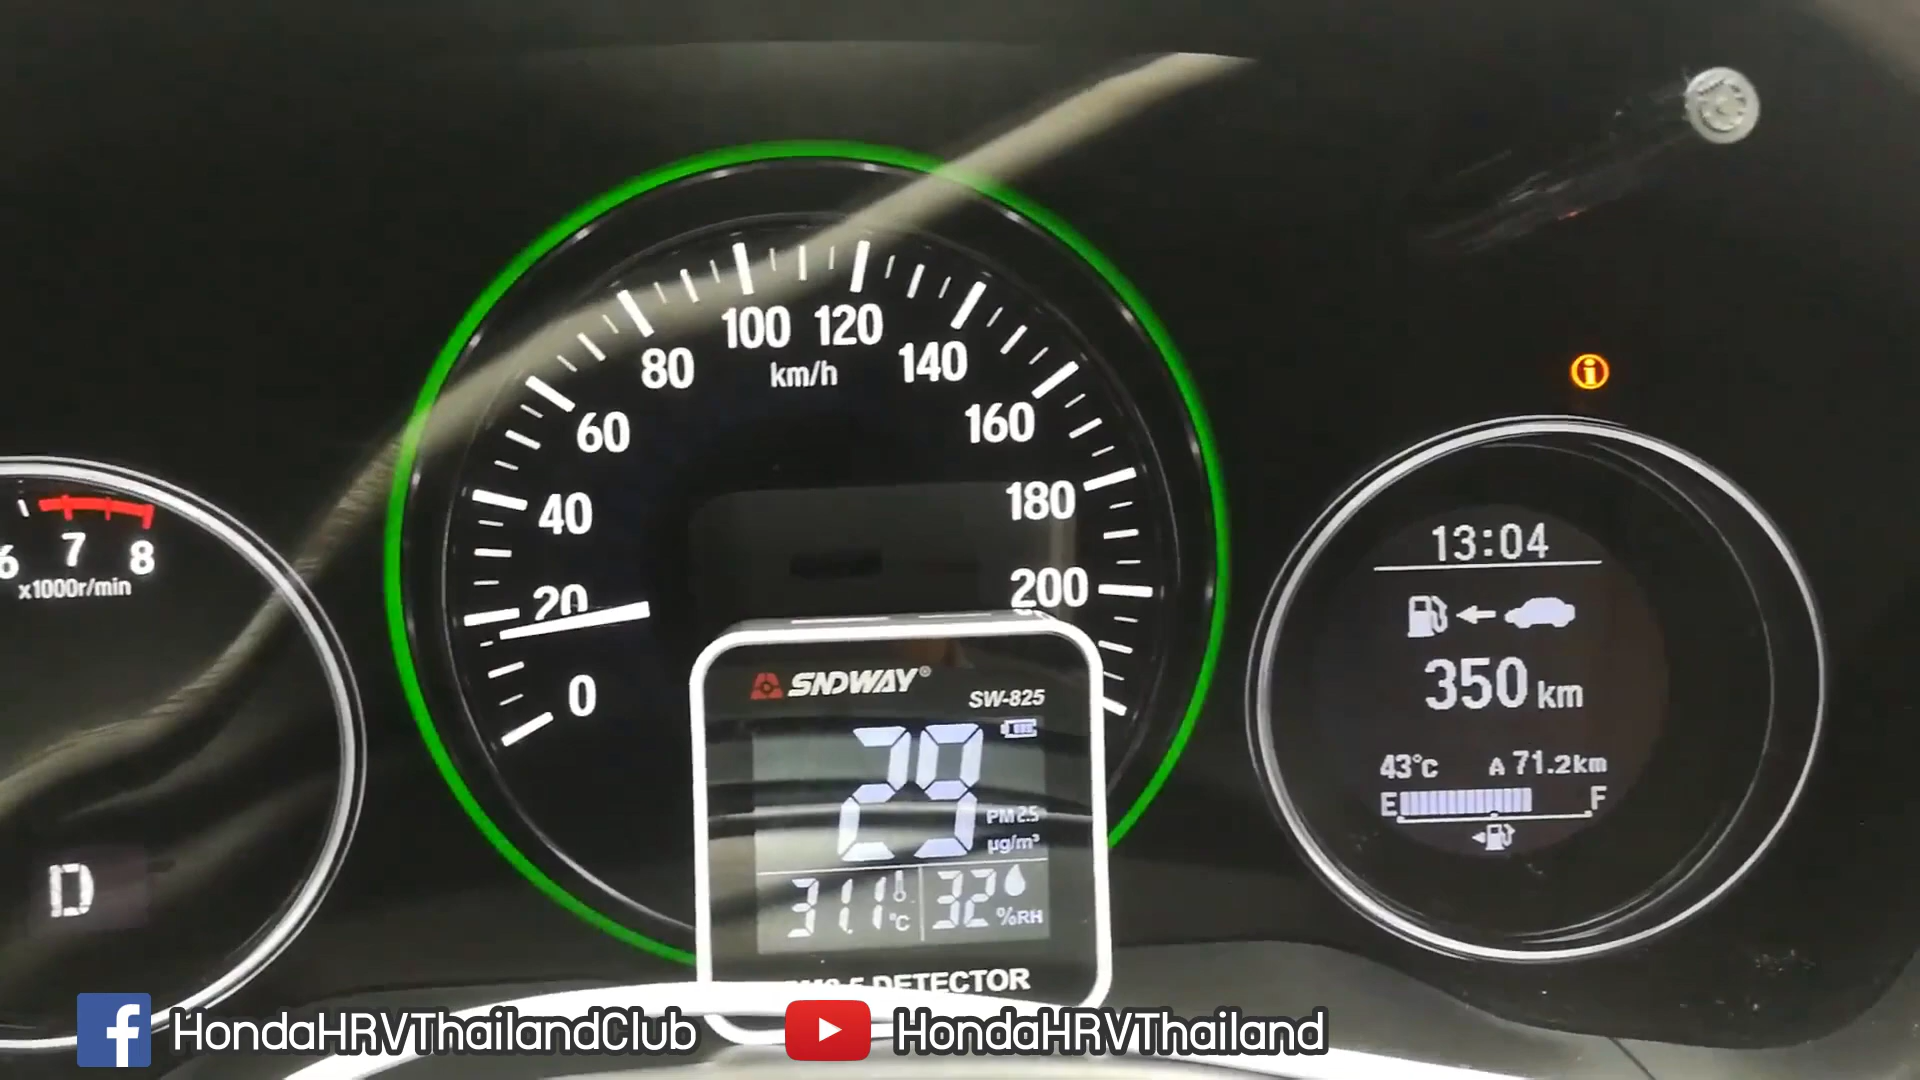 6 7 8
x1000r/min
D
0
20
40
60
80
100
120
140
160
180
200
km/h
SNDWAY®
SW-825
29
PM2.5
µg/m³
31.1 °C
32 %RH
DETECTOR
13:04
350 km
43°C A 71.2km
E F
HondaHRVThailandClub
HondaHRVThailand